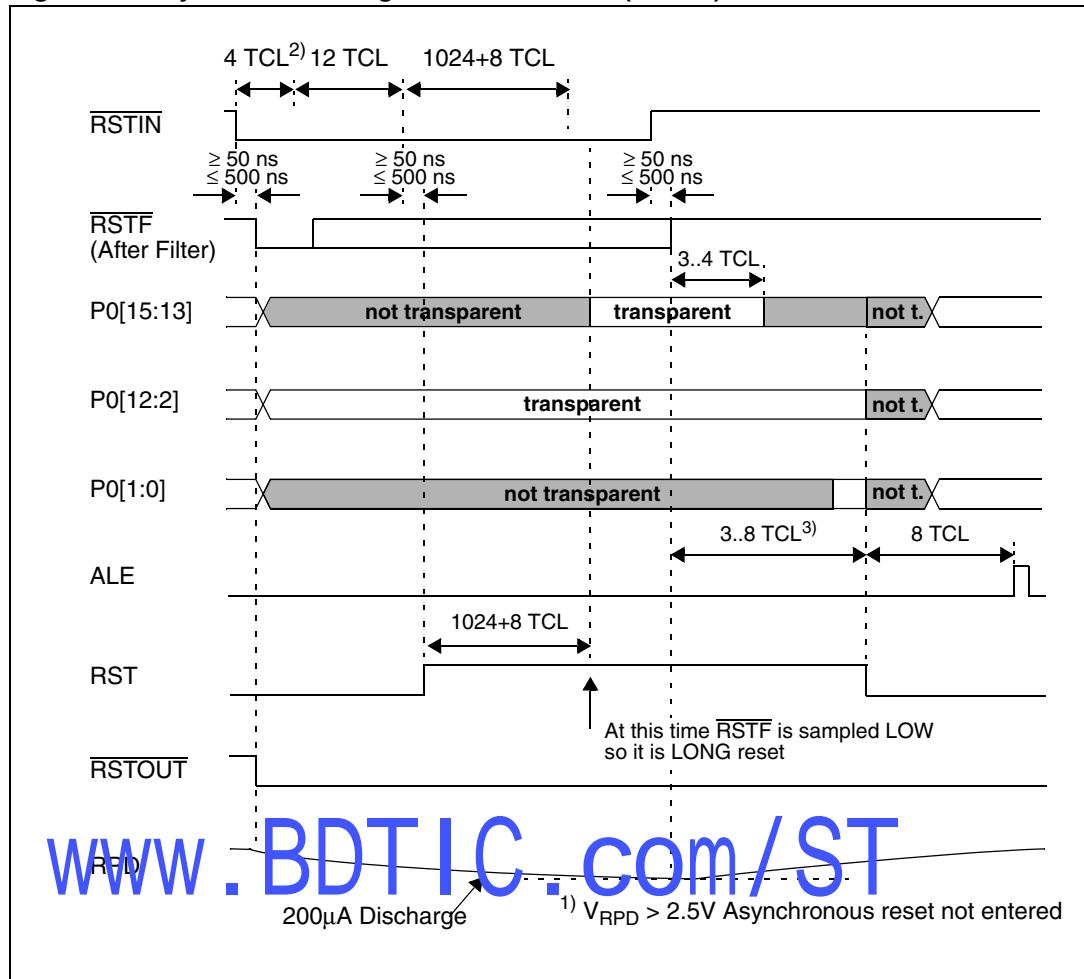 4 TCL2) 12 TCL 1024+8 TCL
RSTIN
≥ 50 ns ≥ 50 ns ≥ 50 ns
≤ 500 ns ≤ 500 ns ≤ 500 ns
RSTF
(After Filter)
3..4 TCL
P0[15:13] not transparent transparent not t.
P0[12:2] transparent not t.
P0[1:0] not transparent not t.
3..8 TCL3) 8 TCL
ALE
1024+8 TCL
RST
At this time RSTF is sampled LOW
so it is LONG reset
RSTOUT
RPD
www.BDTIC.com/ST
200μA Discharge 1) VRPD > 2.5V Asynchronous reset not entered